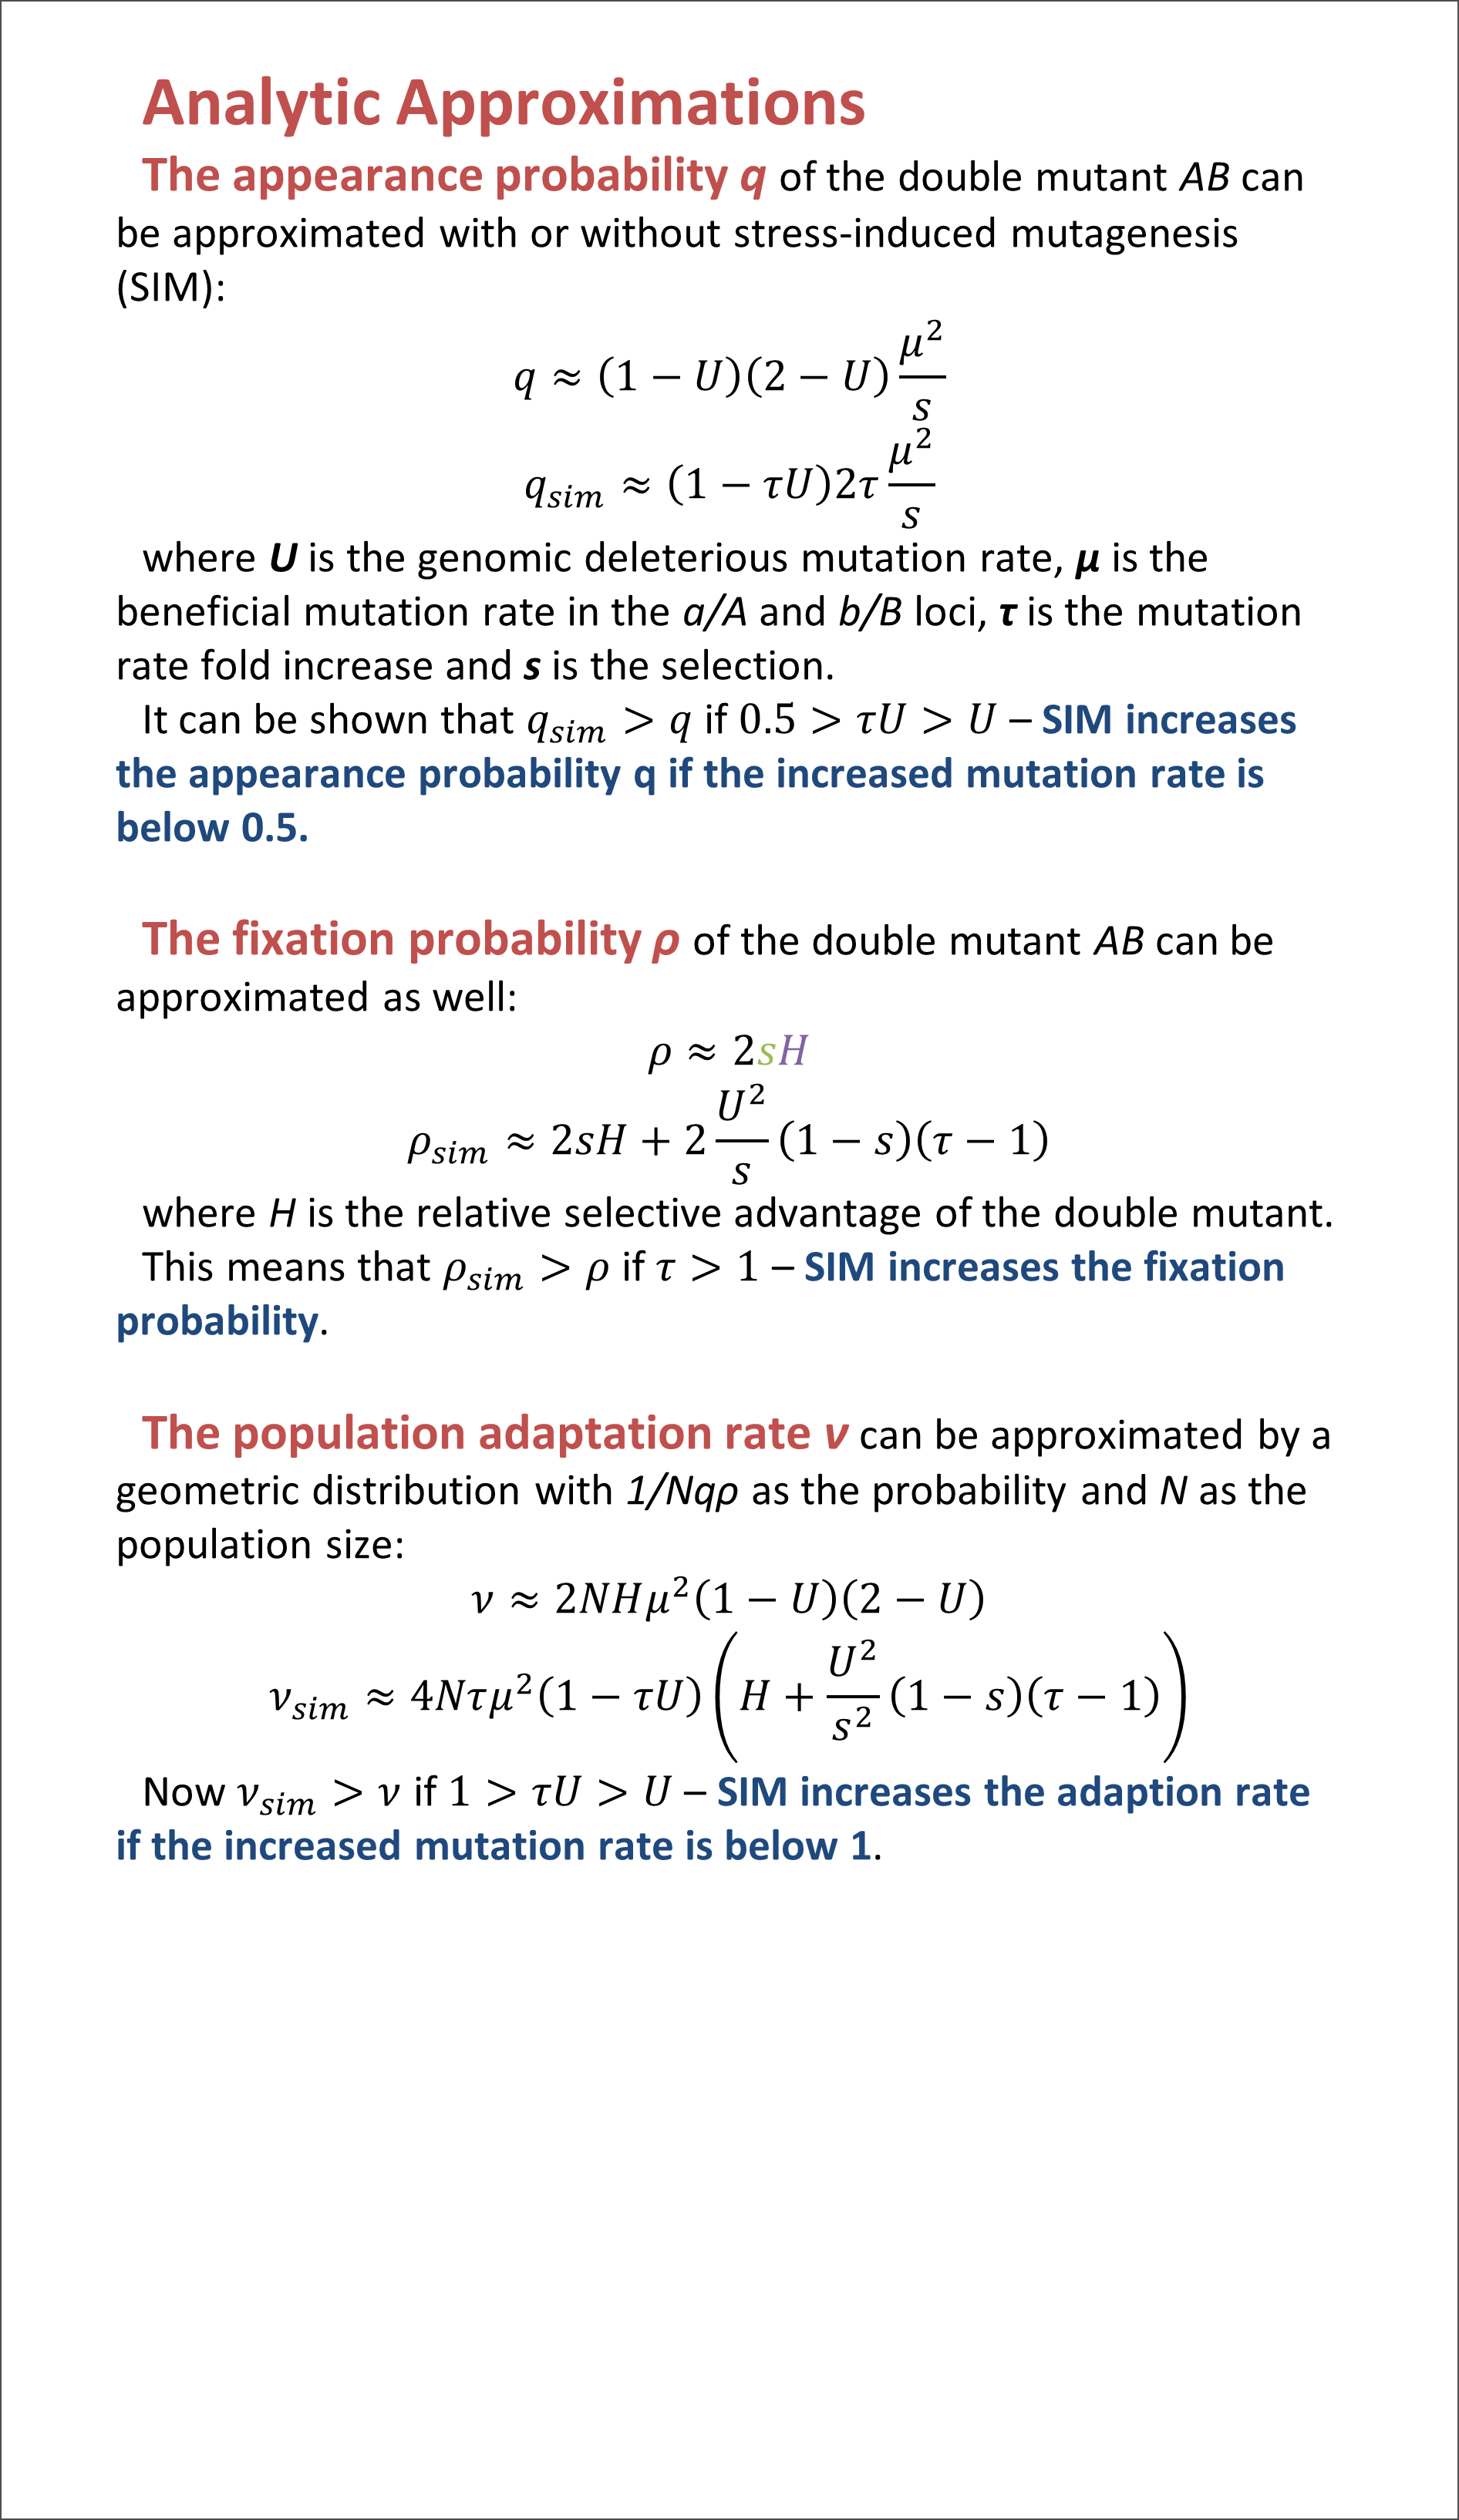 Analytic Approximations
The appearance probability q of the double mutant AB can
be approximated with or without stress-induced mutagenesis
(SIM):
q ≈ (1 − U)(2 − U) μ²/s
q_sim ≈ (1 − τU)2τ μ²/s
where U is the genomic deleterious mutation rate, μ is the
beneficial mutation rate in the a/A and b/B loci, τ is the mutation
rate fold increase and s is the selection.
It can be shown that q_sim > q if 0.5 > τU > U – SIM increases
the appearance probability q if the increased mutation rate is
below 0.5.
The fixation probability ρ of the double mutant AB can be
approximated as well:
ρ ≈ 2sH
ρ_sim ≈ 2sH + 2 U²/s (1 − s)(τ − 1)
where H is the relative selective advantage of the double mutant.
This means that ρ_sim > ρ if τ > 1 – SIM increases the fixation
probability.
The population adaptation rate ν can be approximated by a
geometric distribution with 1/Nqρ as the probability and N as the
population size:
ν ≈ 2NHμ²(1 − U)(2 − U)
ν_sim ≈ 4Nτμ²(1 − τU)(H + U²/s² (1 − s)(τ − 1))
Now ν_sim > ν if 1 > τU > U – SIM increases the adaption rate
if the increased mutation rate is below 1.